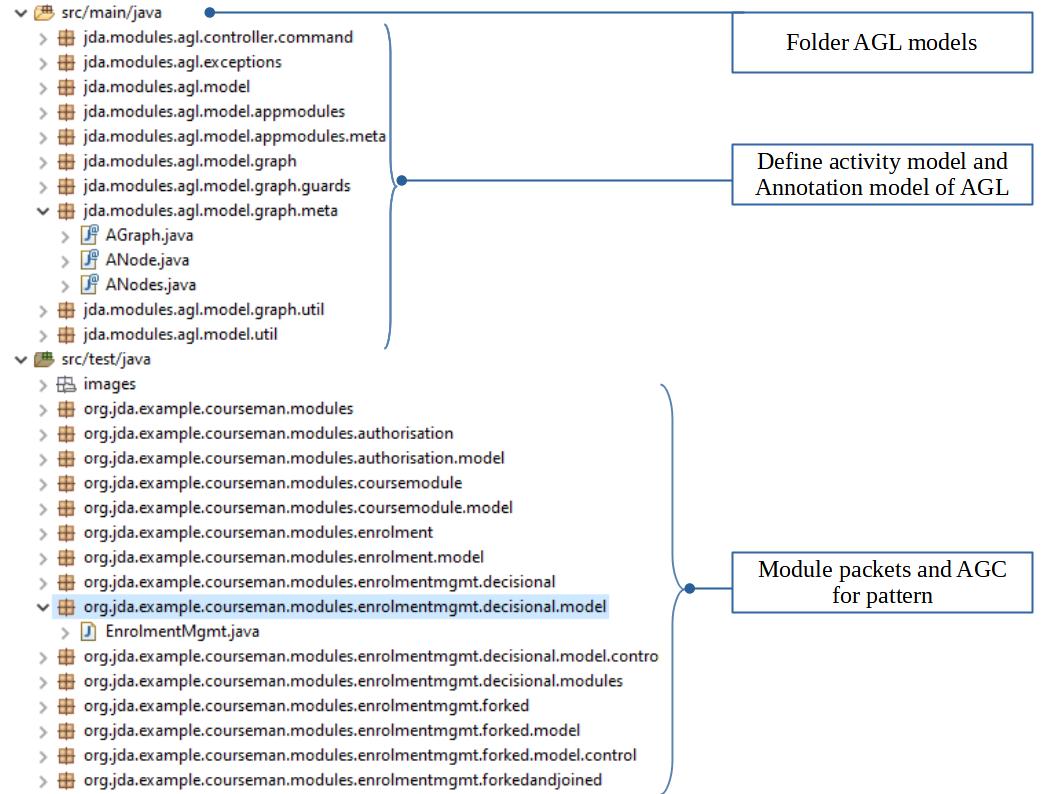 src/main/java
Folder AGL models
jda.modules.agl.controller.command
jda.modules.agl.exceptions
jda.modules.agl.model
jda.modules.agl.model.appmodules
jda.modules.agl.model.appmodules.meta
jda.modules.agl.model.graph
jda.modules.agl.model.graph.guards
jda.modules.agl.model.graph.meta
AGraph.java
ANode.java
ANodes.java
jda.modules.agl.model.graph.util
jda.modules.agl.model.util
Define activity model and
Annotation model of AGL
src/test/java
images
org.jda.example.courseman.modules
org.jda.example.courseman.modules.authorisation
org.jda.example.courseman.modules.authorisation.model
org.jda.example.courseman.modules.coursemodule
org.jda.example.courseman.modules.coursemodule.model
org.jda.example.courseman.modules.enrolment
org.jda.example.courseman.modules.enrolment.model
org.jda.example.courseman.modules.enrolmentmgmt.decisional
org.jda.example.courseman.modules.enrolmentmgmt.decisional.model
EnrolmentMgmt.java
org.jda.example.courseman.modules.enrolmentmgmt.decisional.model.contro
org.jda.example.courseman.modules.enrolmentmgmt.decisional.modules
org.jda.example.courseman.modules.enrolmentmgmt.forked
org.jda.example.courseman.modules.enrolmentmgmt.forked.model
org.jda.example.courseman.modules.enrolmentmgmt.forked.model.control
org.jda.example.courseman.modules.enrolmentmgmt.forkedandjoined
Module packets and AGC
for pattern